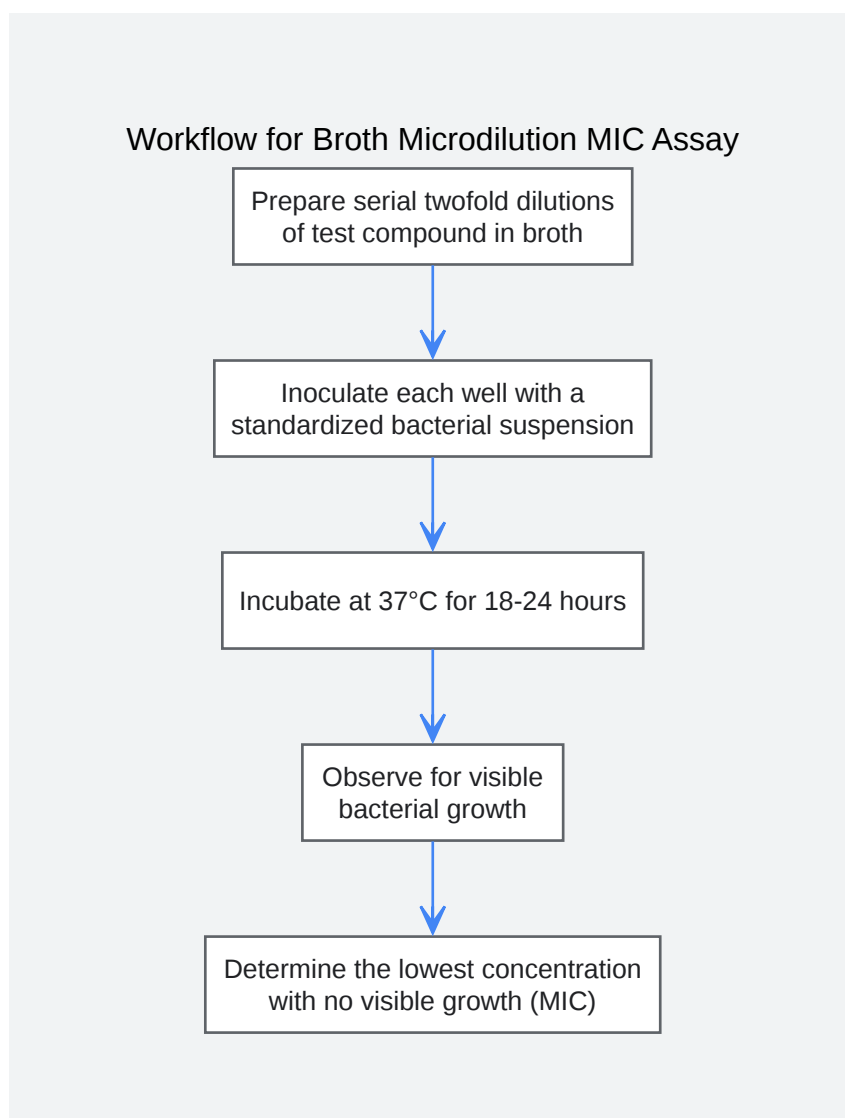 Workflow for Broth Microdilution MIC Assay
Prepare serial twofold dilutions
of test compound in broth
Inoculate each well with a
standardized bacterial suspension
Incubate at 37°C for 18-24 hours
Observe for visible
bacterial growth
Determine the lowest concentration
with no visible growth (MIC)